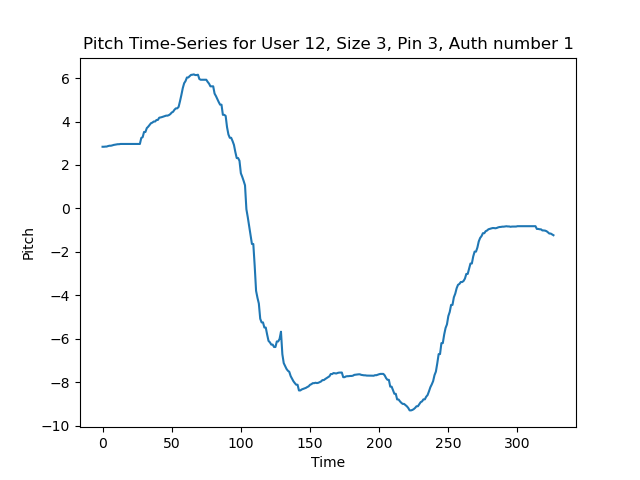 Pitch Time-Series for User 12, Size 3, Pin 3, Auth number 1
6
4
2
0
−2
−4
−6
−8
−10
Pitch
0 50 100 150 200 250 300
Time